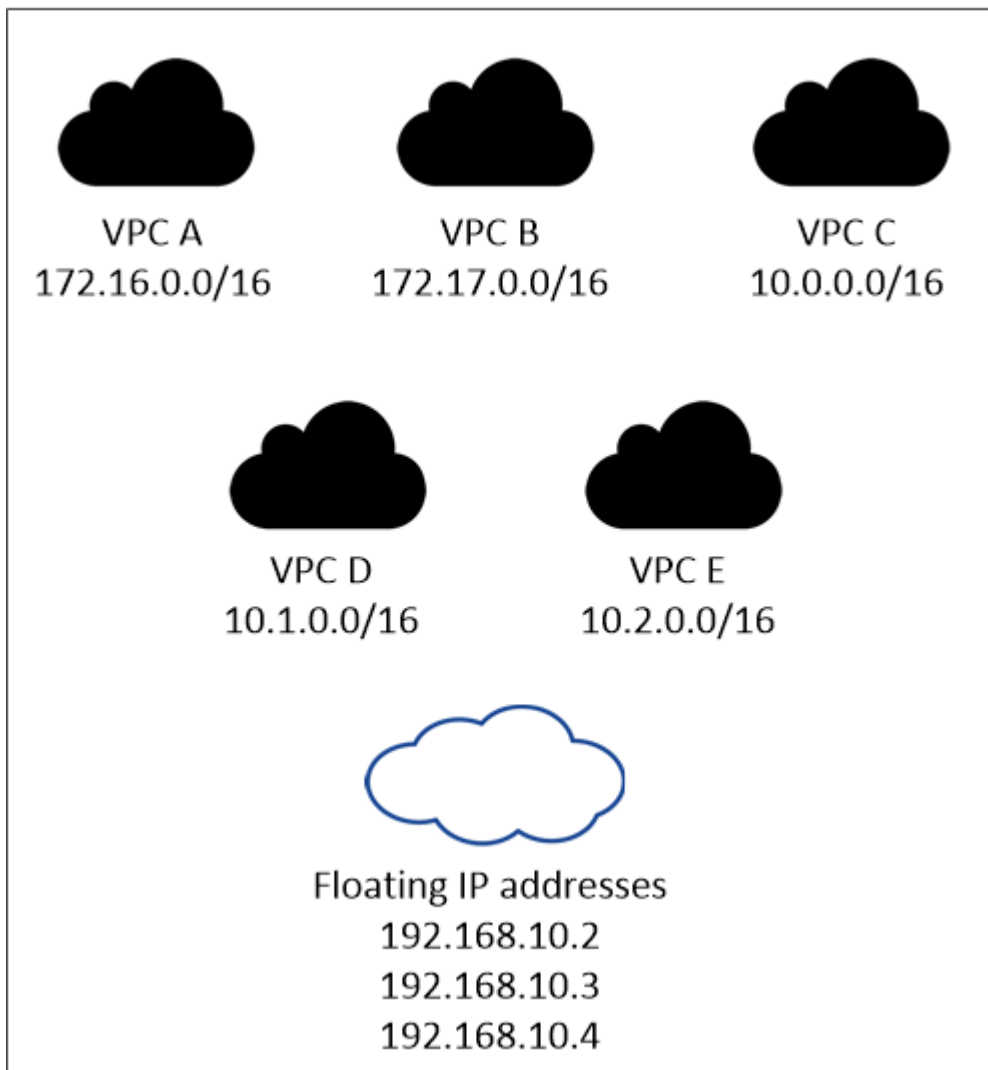 VPC A
172.16.0.0/16
VPC B
172.17.0.0/16
VPC C
10.0.0.0/16
VPC D
10.1.0.0/16
VPC E
10.2.0.0/16
Floating IP addresses
192.168.10.2
192.168.10.3
192.168.10.4